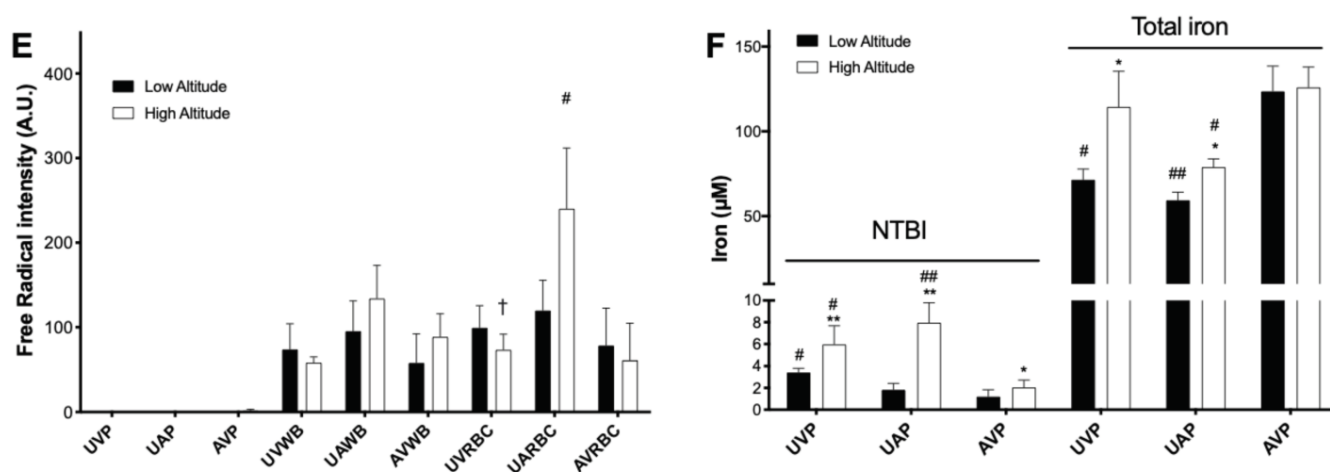 E
Free Radical intensity (A.U.)
400
300
200
100
0
Low Altitude
High Altitude
#
†
UVP
UAP
AVP
UVWB
UAWB
AVWB
UVRBC
UARBC
AVRBC
F
Iron (µM)
150
100
50
10
8
6
4
2
0
Low Altitude
High Altitude
Total iron
NTBI
#
#
**
##
**
*
#
*
##
#
*
UVP
UAP
AVP
UVP
UAP
AVP